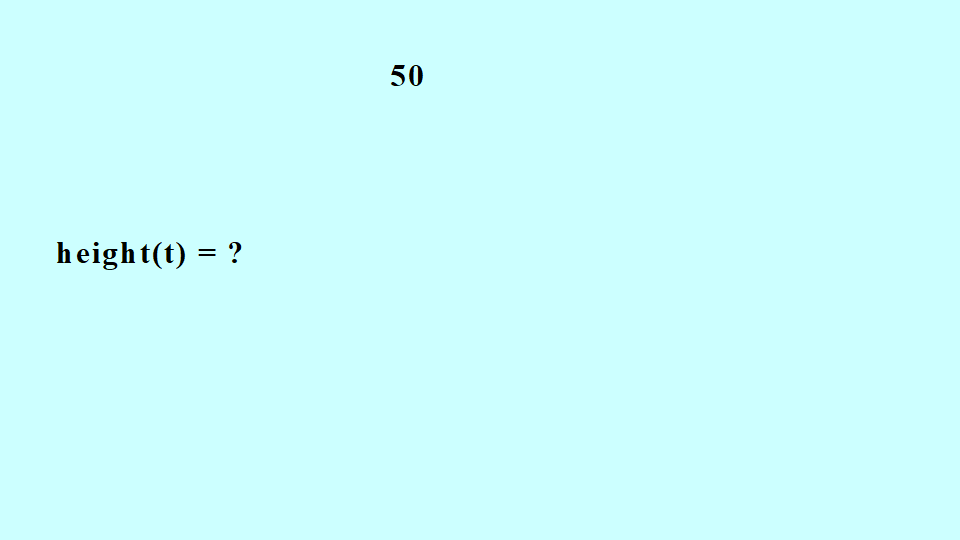 50
height(t) = ?